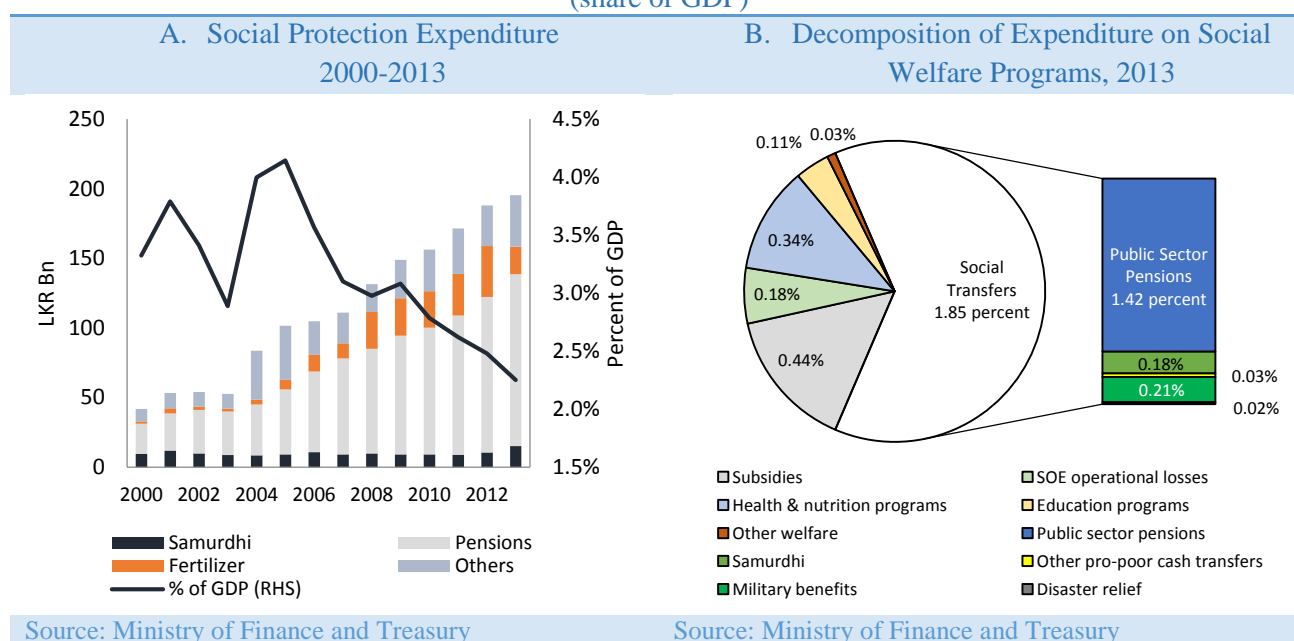 (share of GDP)
A. Social Protection Expenditure
2000-2013
B. Decomposition of Expenditure on Social
Welfare Programs, 2013
250
200
150
100
50
0
LKR Bn
4.5%
4.0%
3.5%
3.0%
2.5%
2.0%
1.5%
Percent of GDP
2000 2002 2004 2006 2008 2010 2012
Samurdhi
Pensions
Fertilizer
Others
% of GDP (RHS)
0.11%
0.03%
0.34%
0.18%
0.44%
Social
Transfers
1.85 percent
Public Sector
Pensions
1.42 percent
0.18%
0.03%
0.21%
0.02%
Subsidies
SOE operational losses
Health & nutrition programs
Education programs
Other welfare
Public sector pensions
Samurdhi
Other pro-poor cash transfers
Military benefits
Disaster relief
Source: Ministry of Finance and Treasury
Source: Ministry of Finance and Treasury